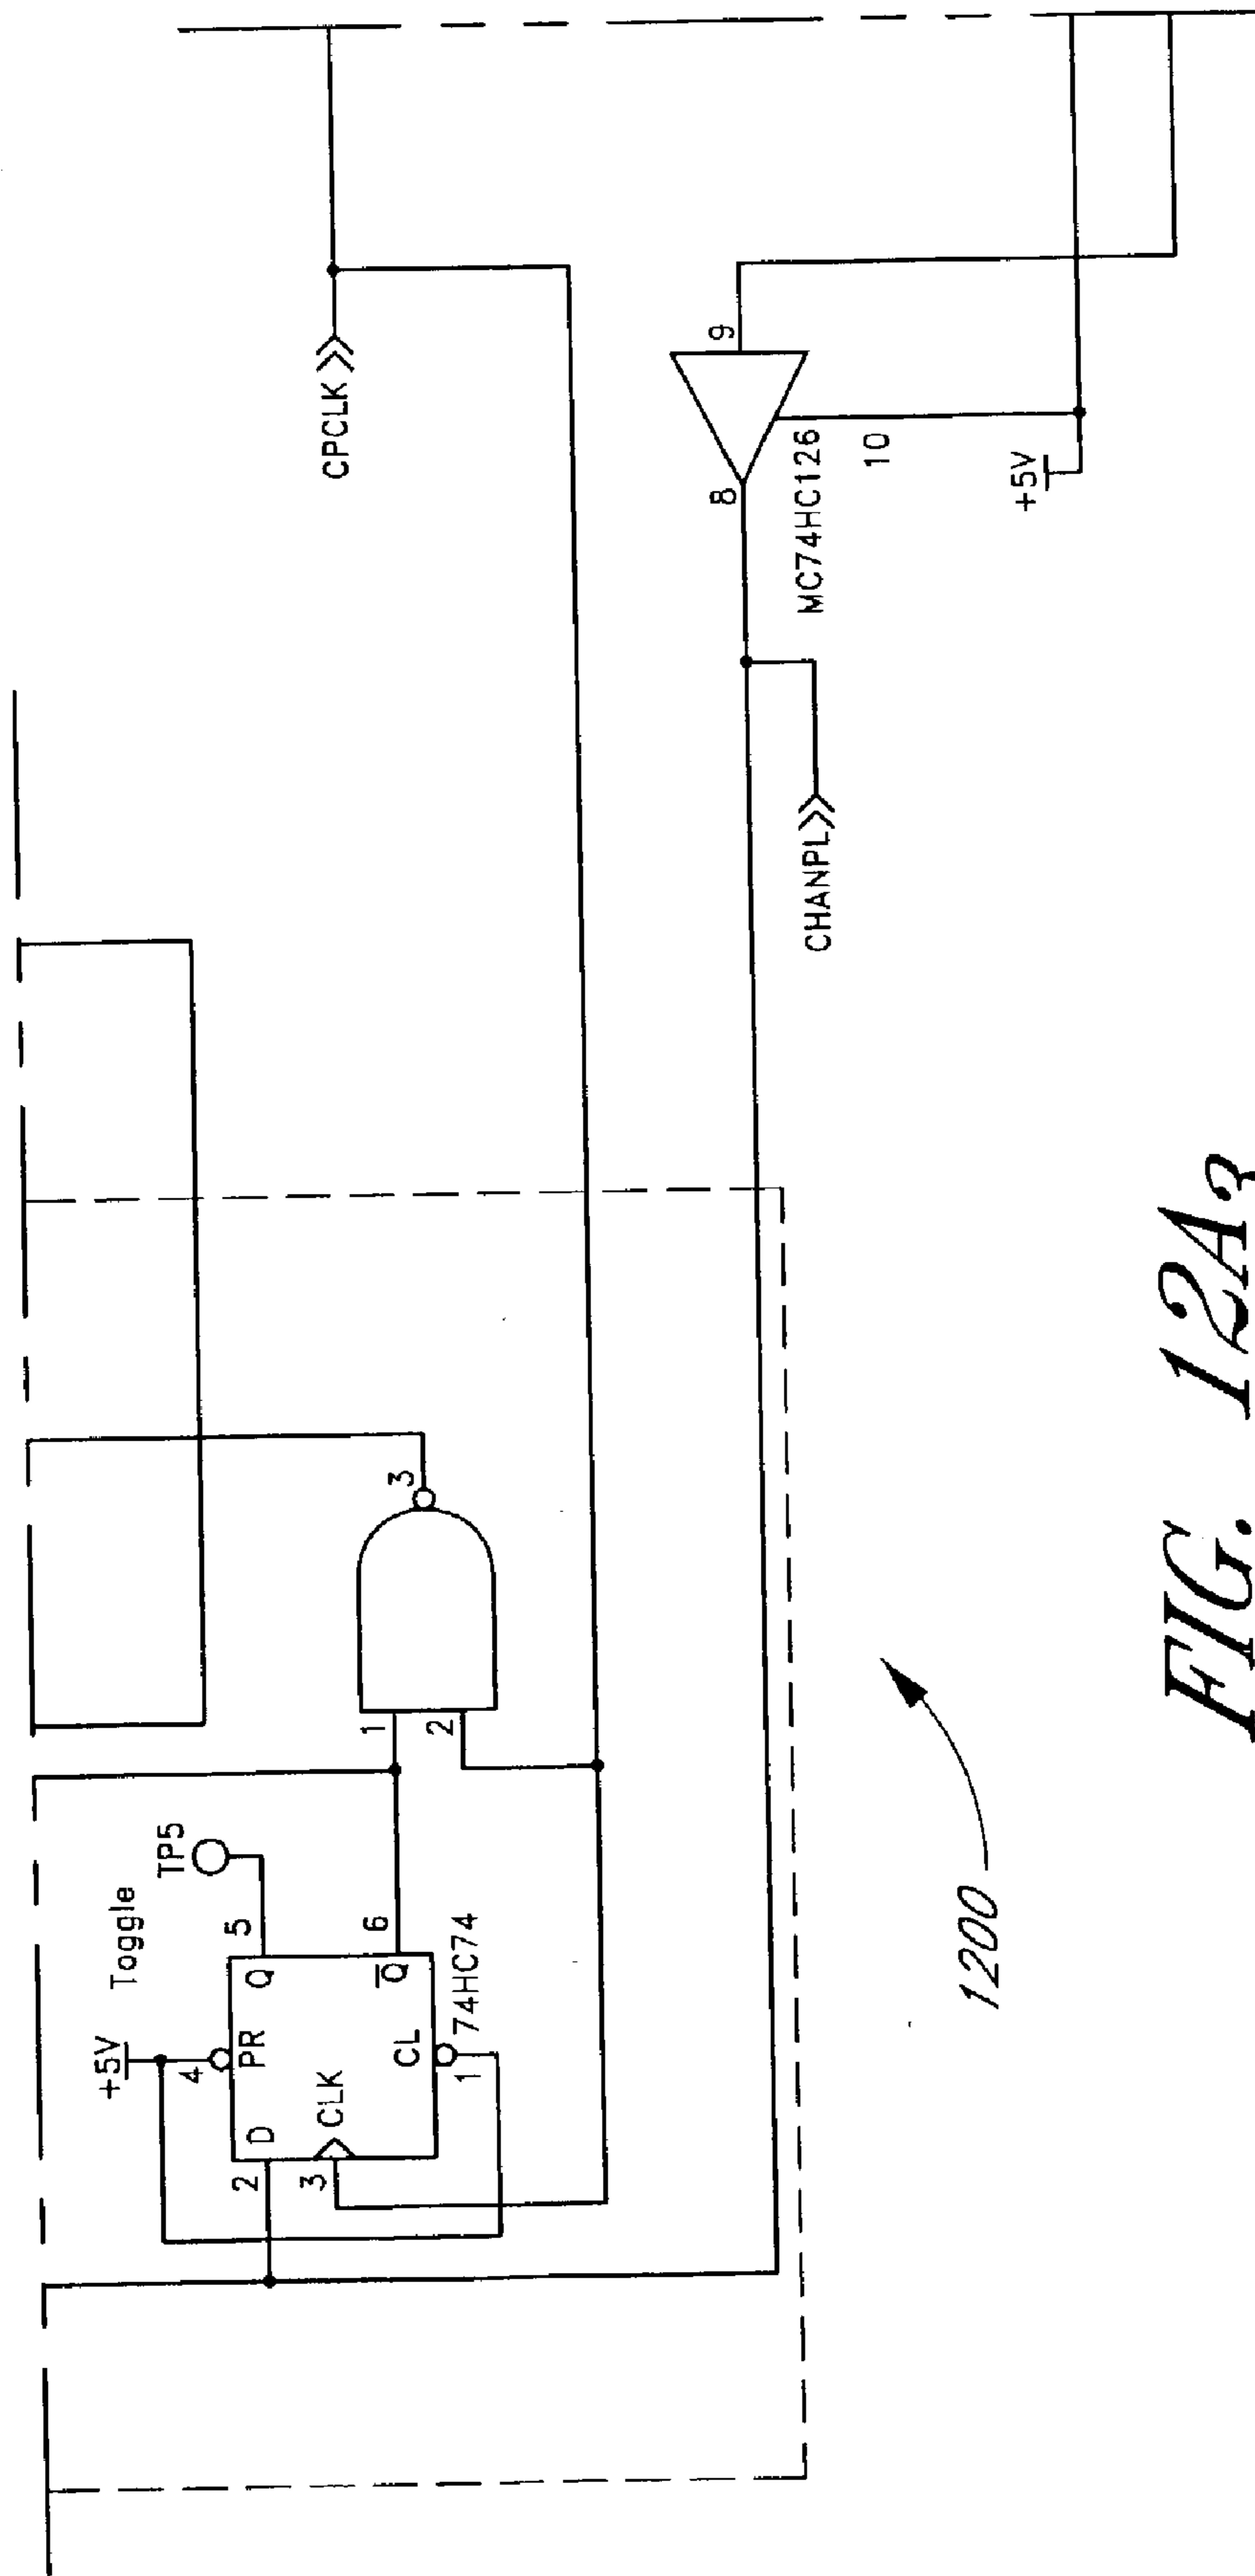 +5V
Toggle
TP5
4
PR
5
Q
2
D
3
CLK
CL
Q
6
1
74HC74
1
2
3
CPCLK
8
9
MC74HC126
10
+5V
CHANPL
1200
FIG. 12A3